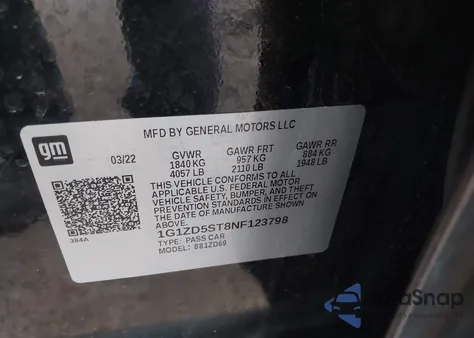 MFD BY GENERAL MOTORS LLC
gm
03/22
GVWR GAWR FRT GAWR RR
1840 KG 957 KG 884 KG
4057 LB 2110 LB 1948 LB
THIS VEHICLE CONFORMS TO ALL
APPLICABLE U.S. FEDERAL MOTOR
VEHICLE SAFETY, BUMPER, AND THEFT
PREVENTION STANDARDS IN EFFECT ON
THE DATE OF MANUFACTURE SHOWN ABOVE.
1G1ZD5ST8NF123798
TYPE: PASS CAR
MODEL: 881ZD69
384A
AutoSnap